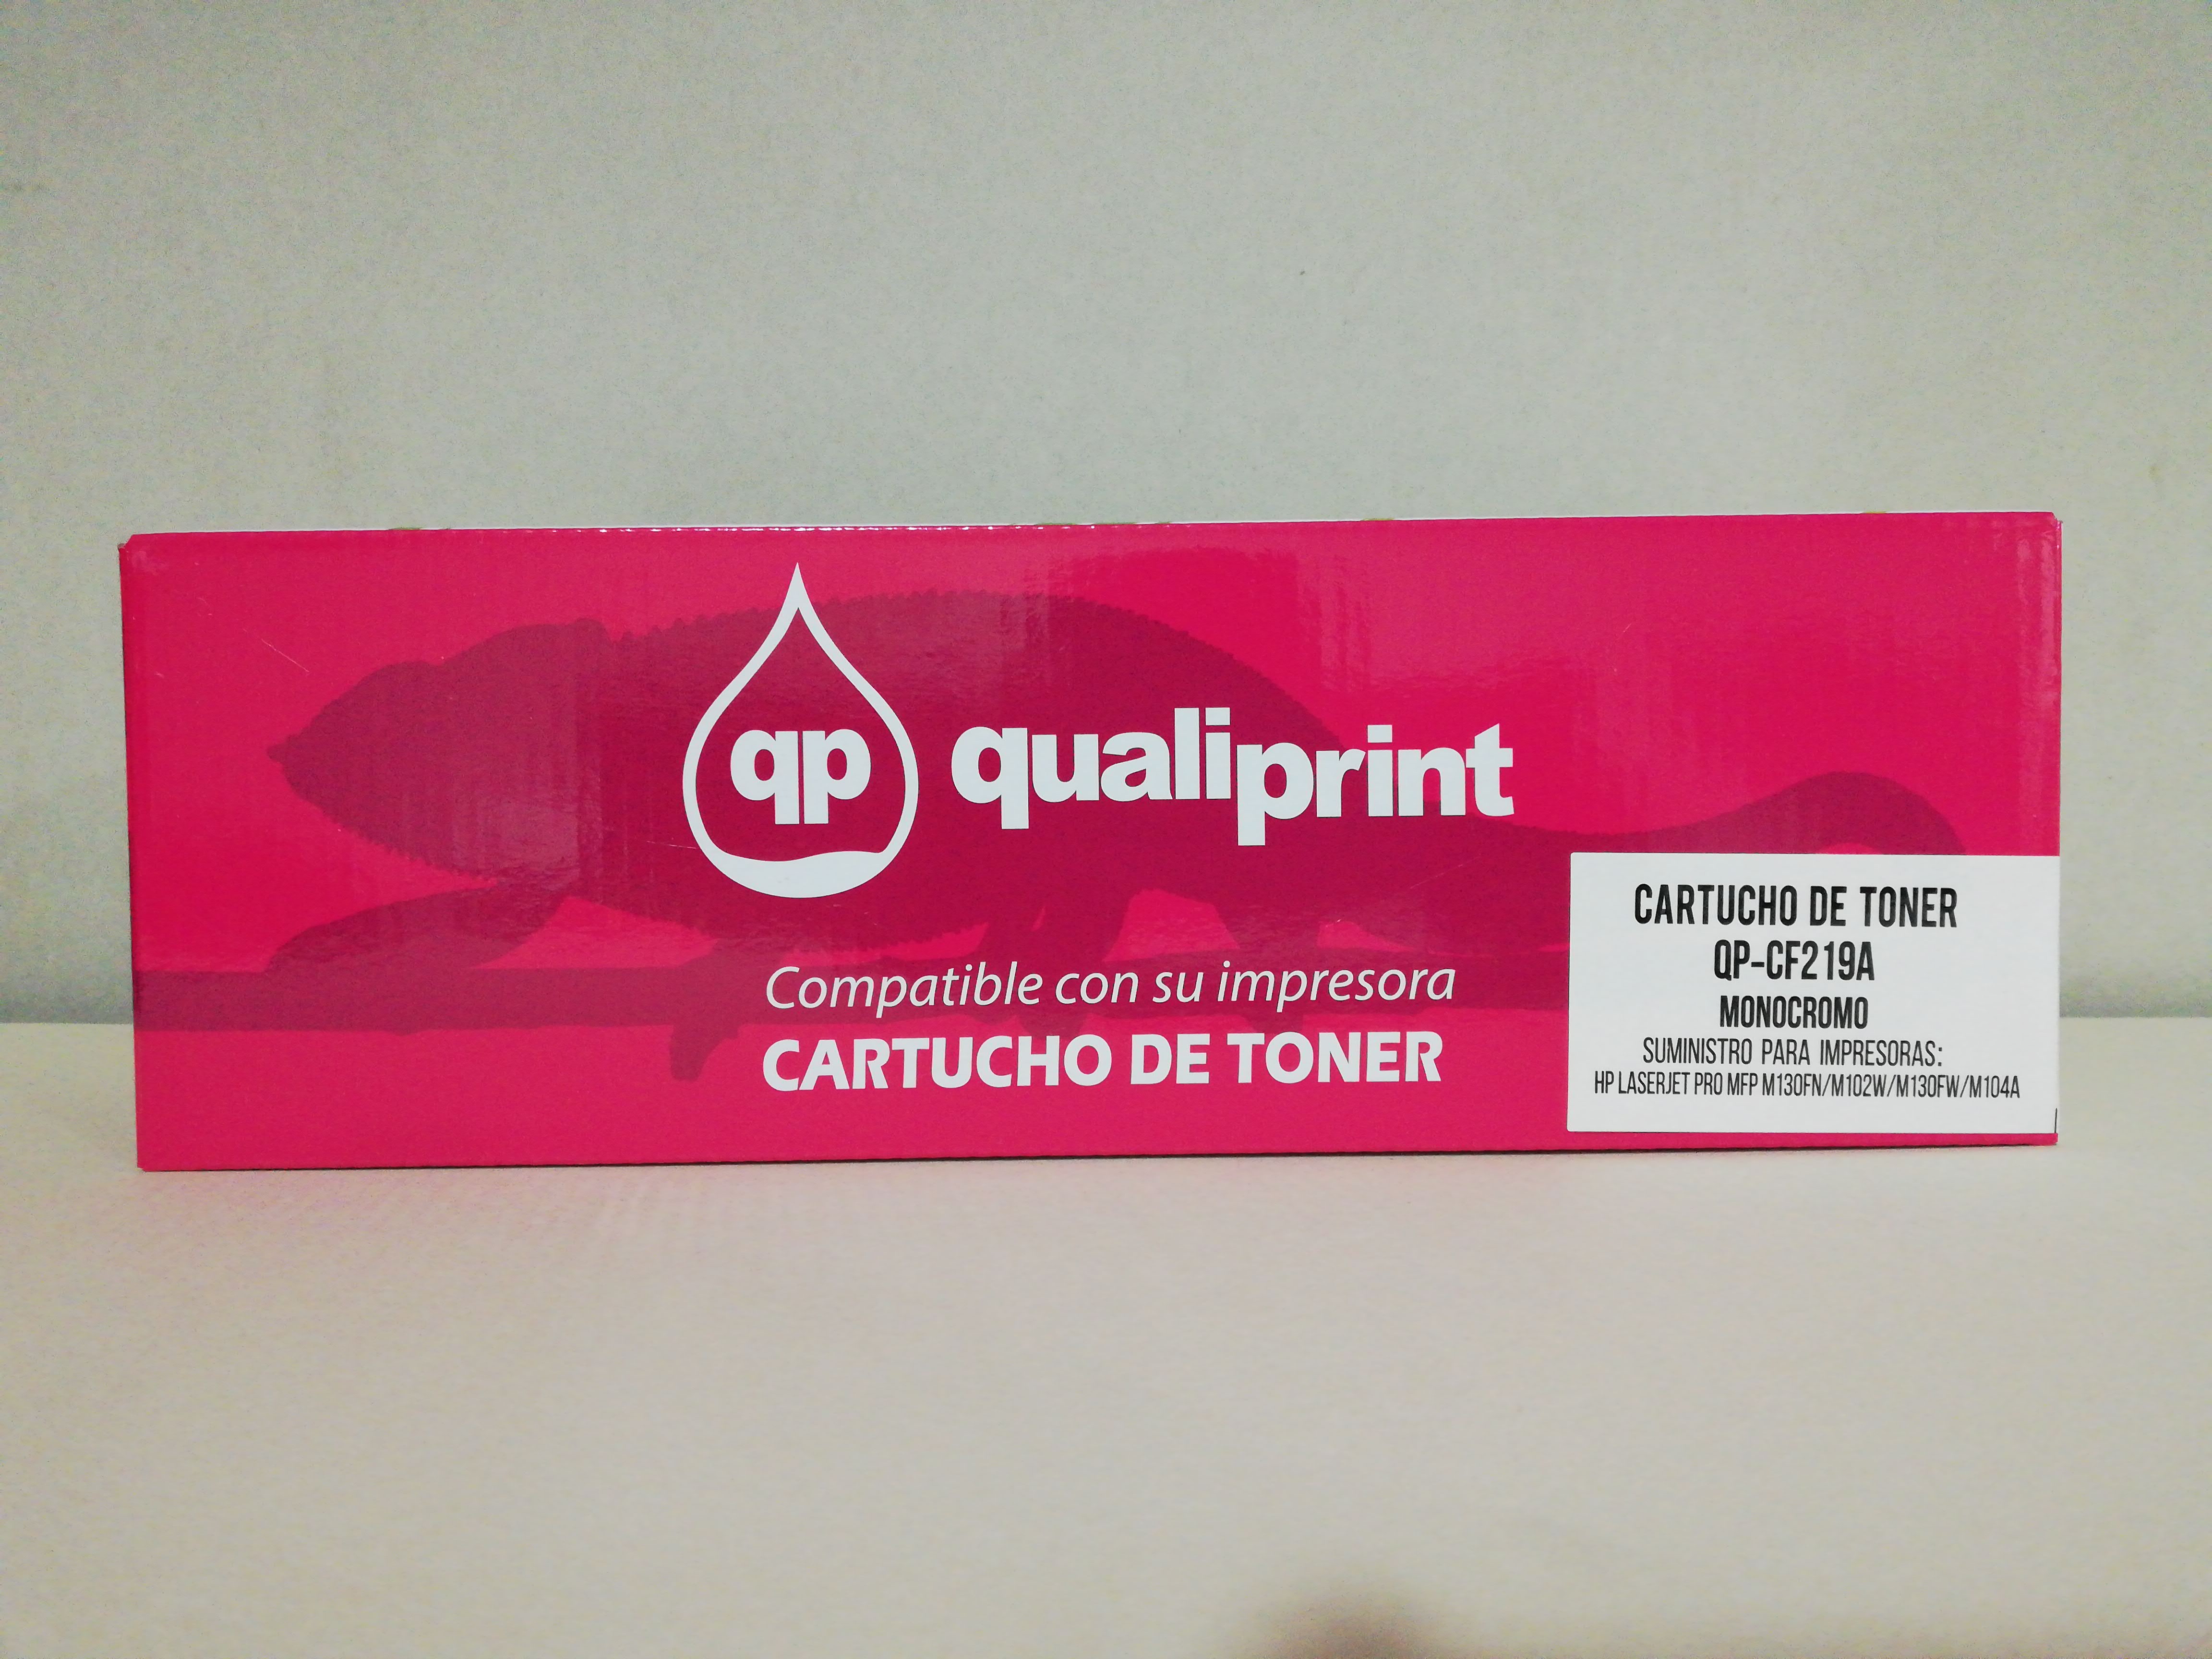 qp qualiprint
Compatible con su impresora
CARTUCHO DE TONER
CARTUCHO DE TONER
QP-CF219A
MONOCROMO
SUMINISTRO PARA IMPRESORAS:
HP LASERJET PRO MFP M130FN/M102W/M130FW/M104A